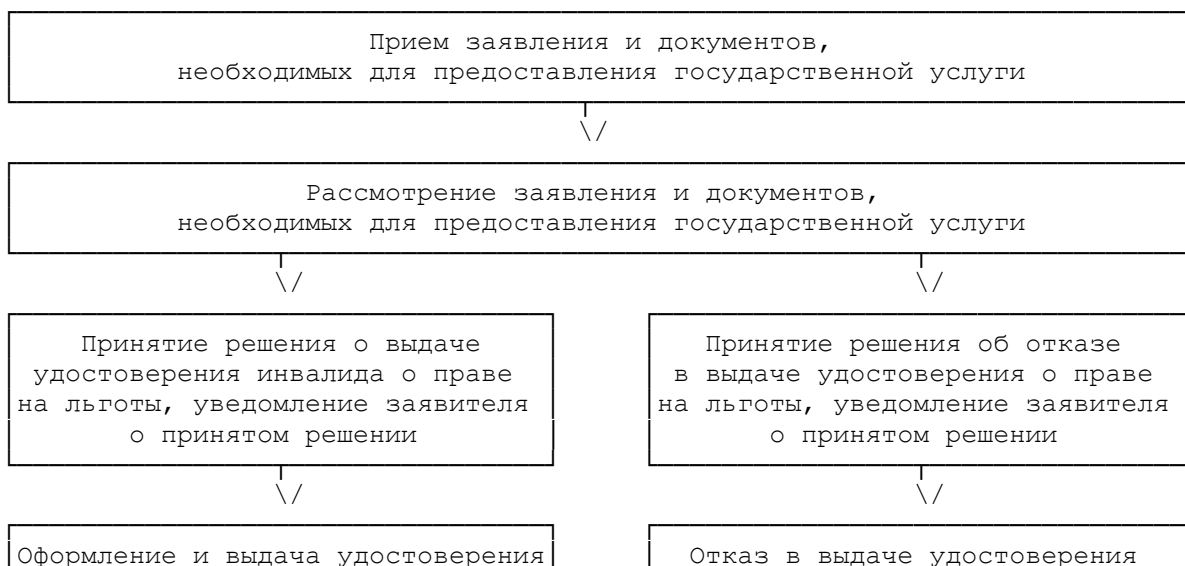 Прием заявления и документов,
необходимых для предоставления государственной услуги
Рассмотрение заявления и документов,
необходимых для предоставления государственной услуги
Принятие решения о выдаче
удостоверения инвалида о праве
на льготы, уведомление заявителя
о принятом решении
Принятие решения об отказе
в выдаче удостоверения о праве
на льготы, уведомление заявителя
о принятом решении
Оформление и выдача удостоверения
Отказ в выдаче удостоверения